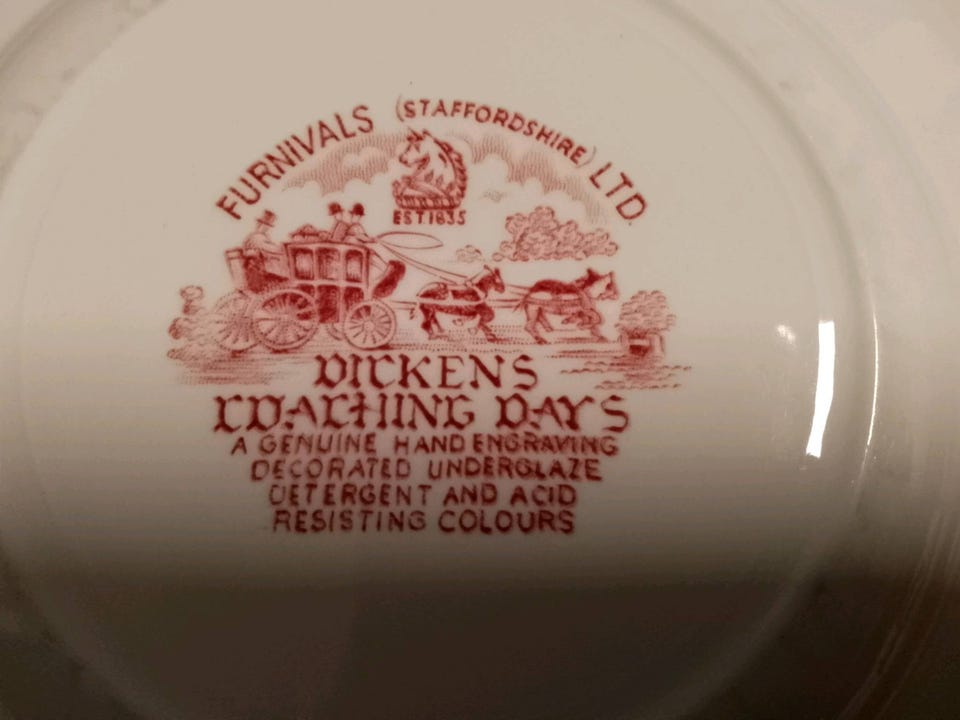 FURNIVALS (STAFFORDSHIRE) LTD.
EST 1835
DICKENS
COACHING DAYS
A GENUINE HAND ENGRAVING
DECORATED UNDERGLAZE
DETERGENT AND ACID
RESISTING COLOURS